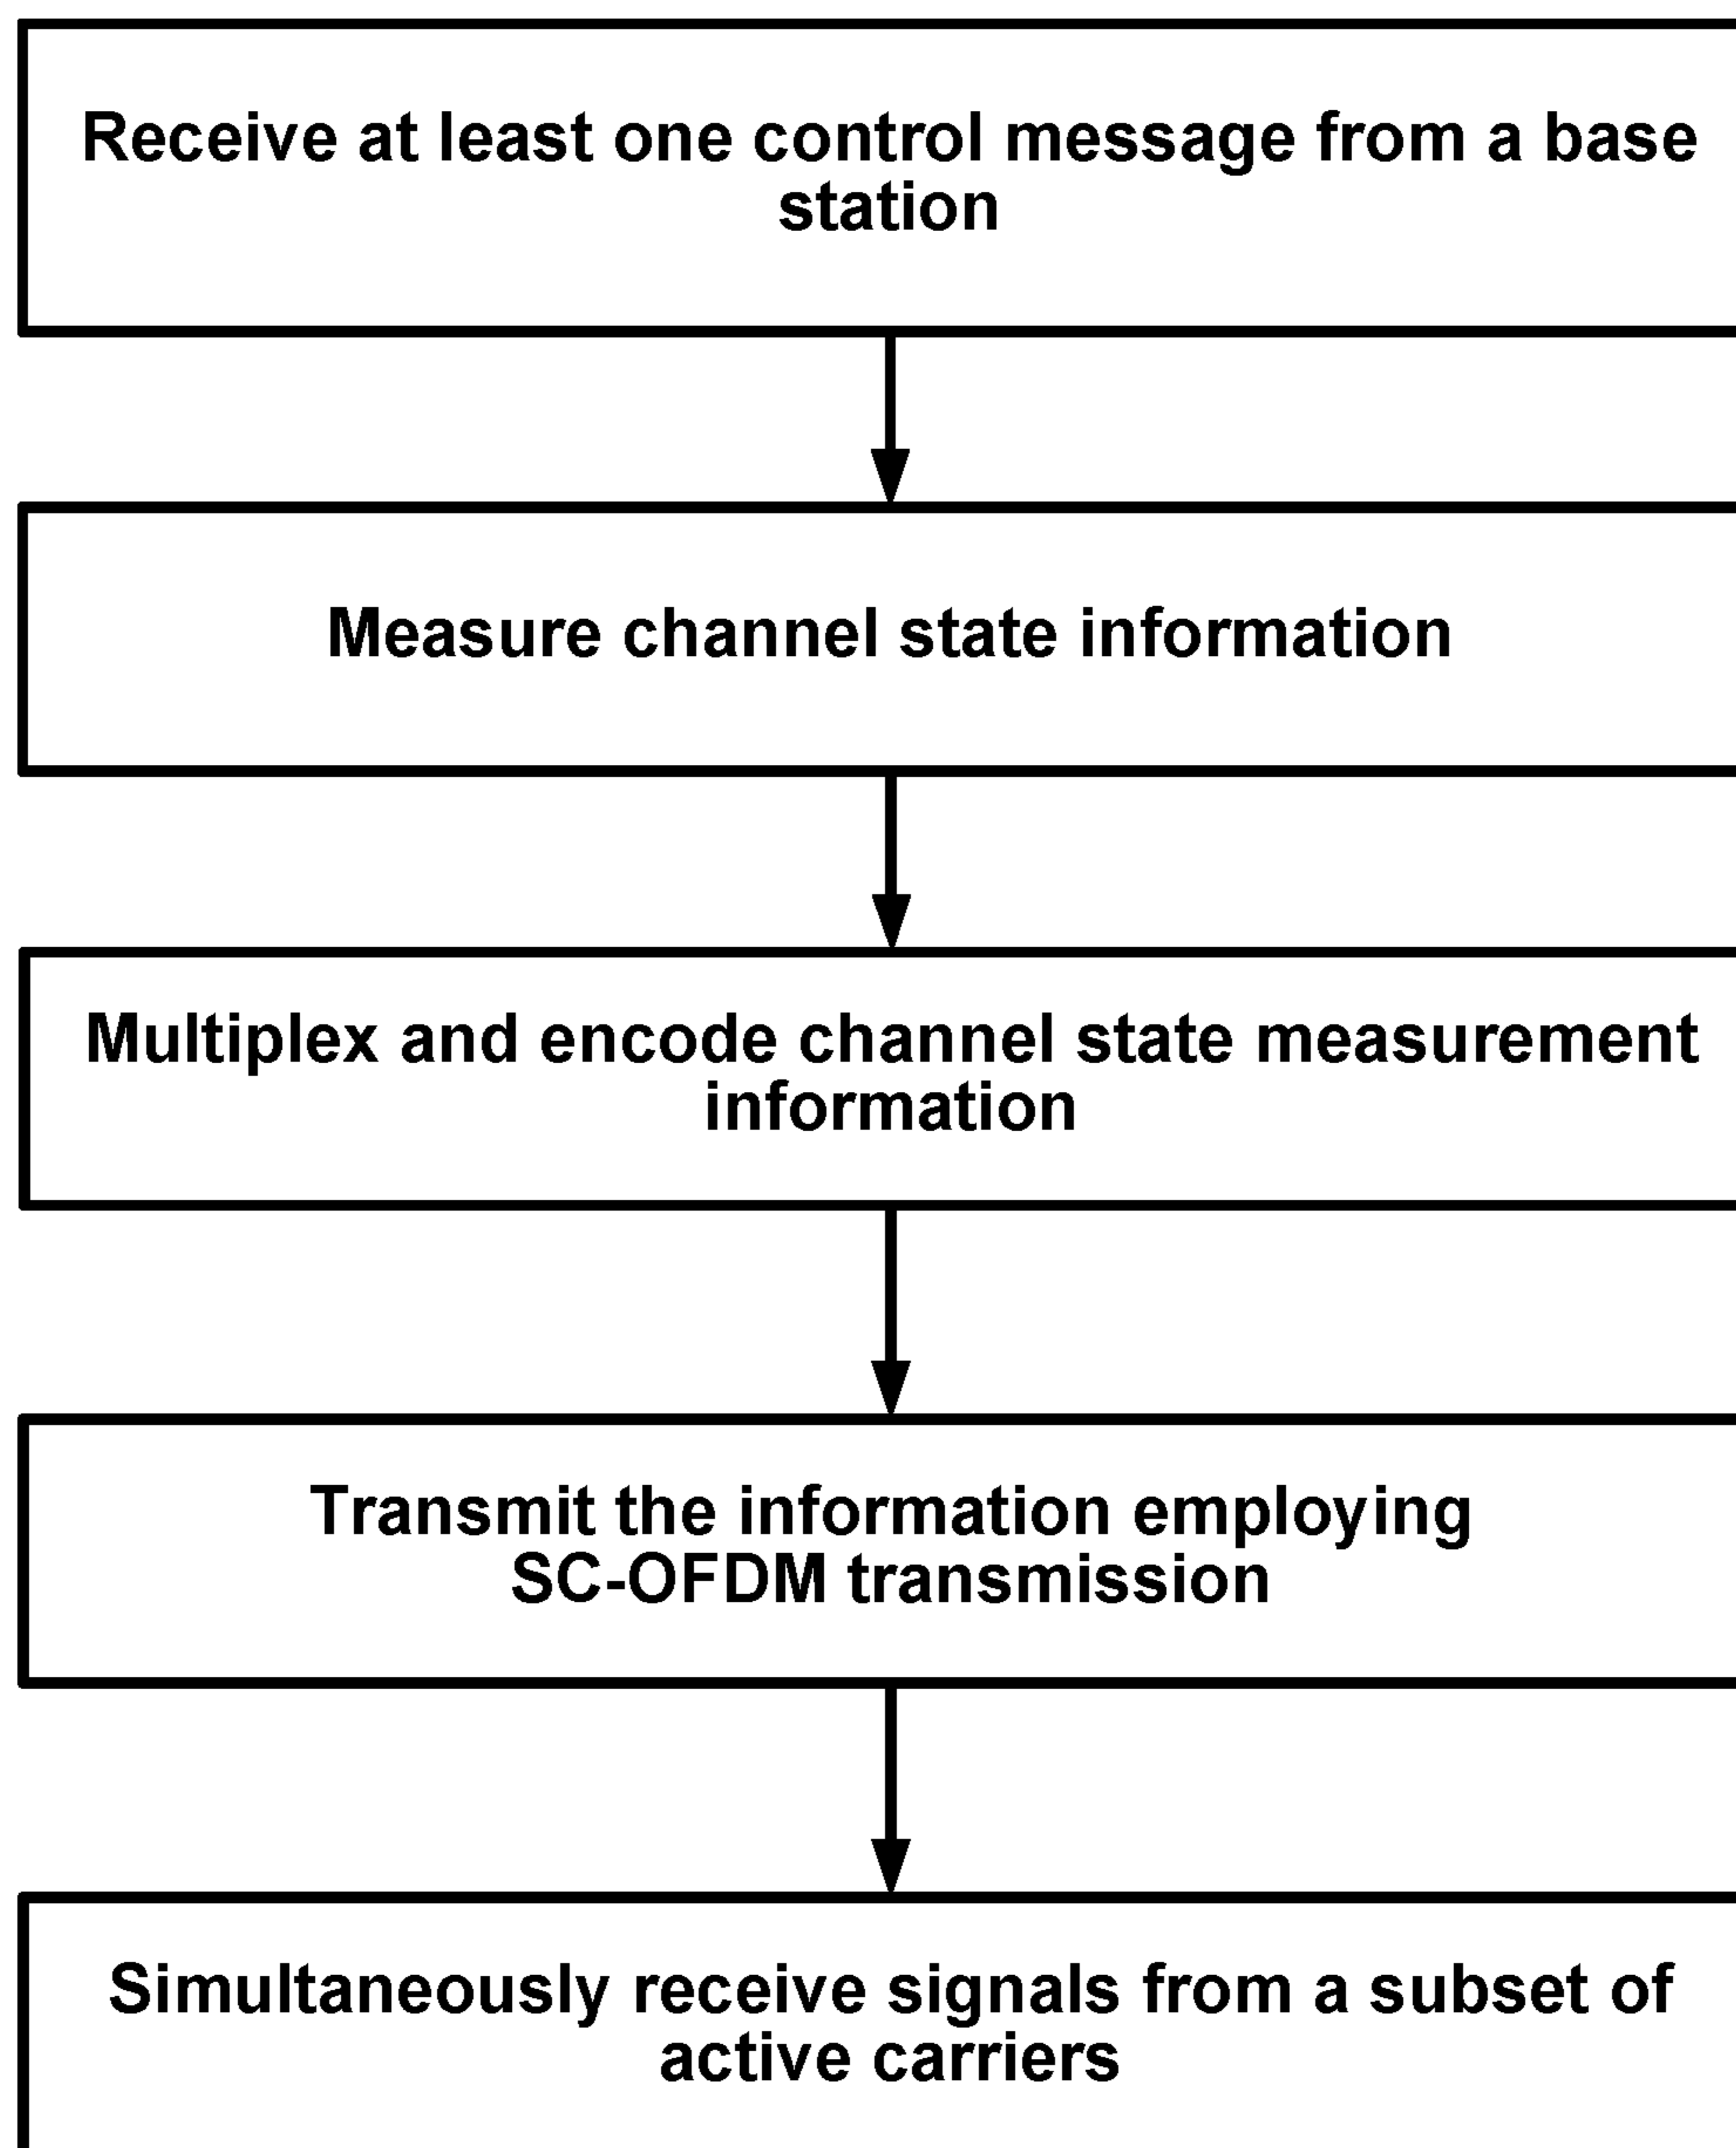 Receive at least one control message from a base
station
Measure channel state information
Multiplex and encode channel state measurement
information
Transmit the information employing
SC-OFDM transmission
Simultaneously receive signals from a subset of
active carriers